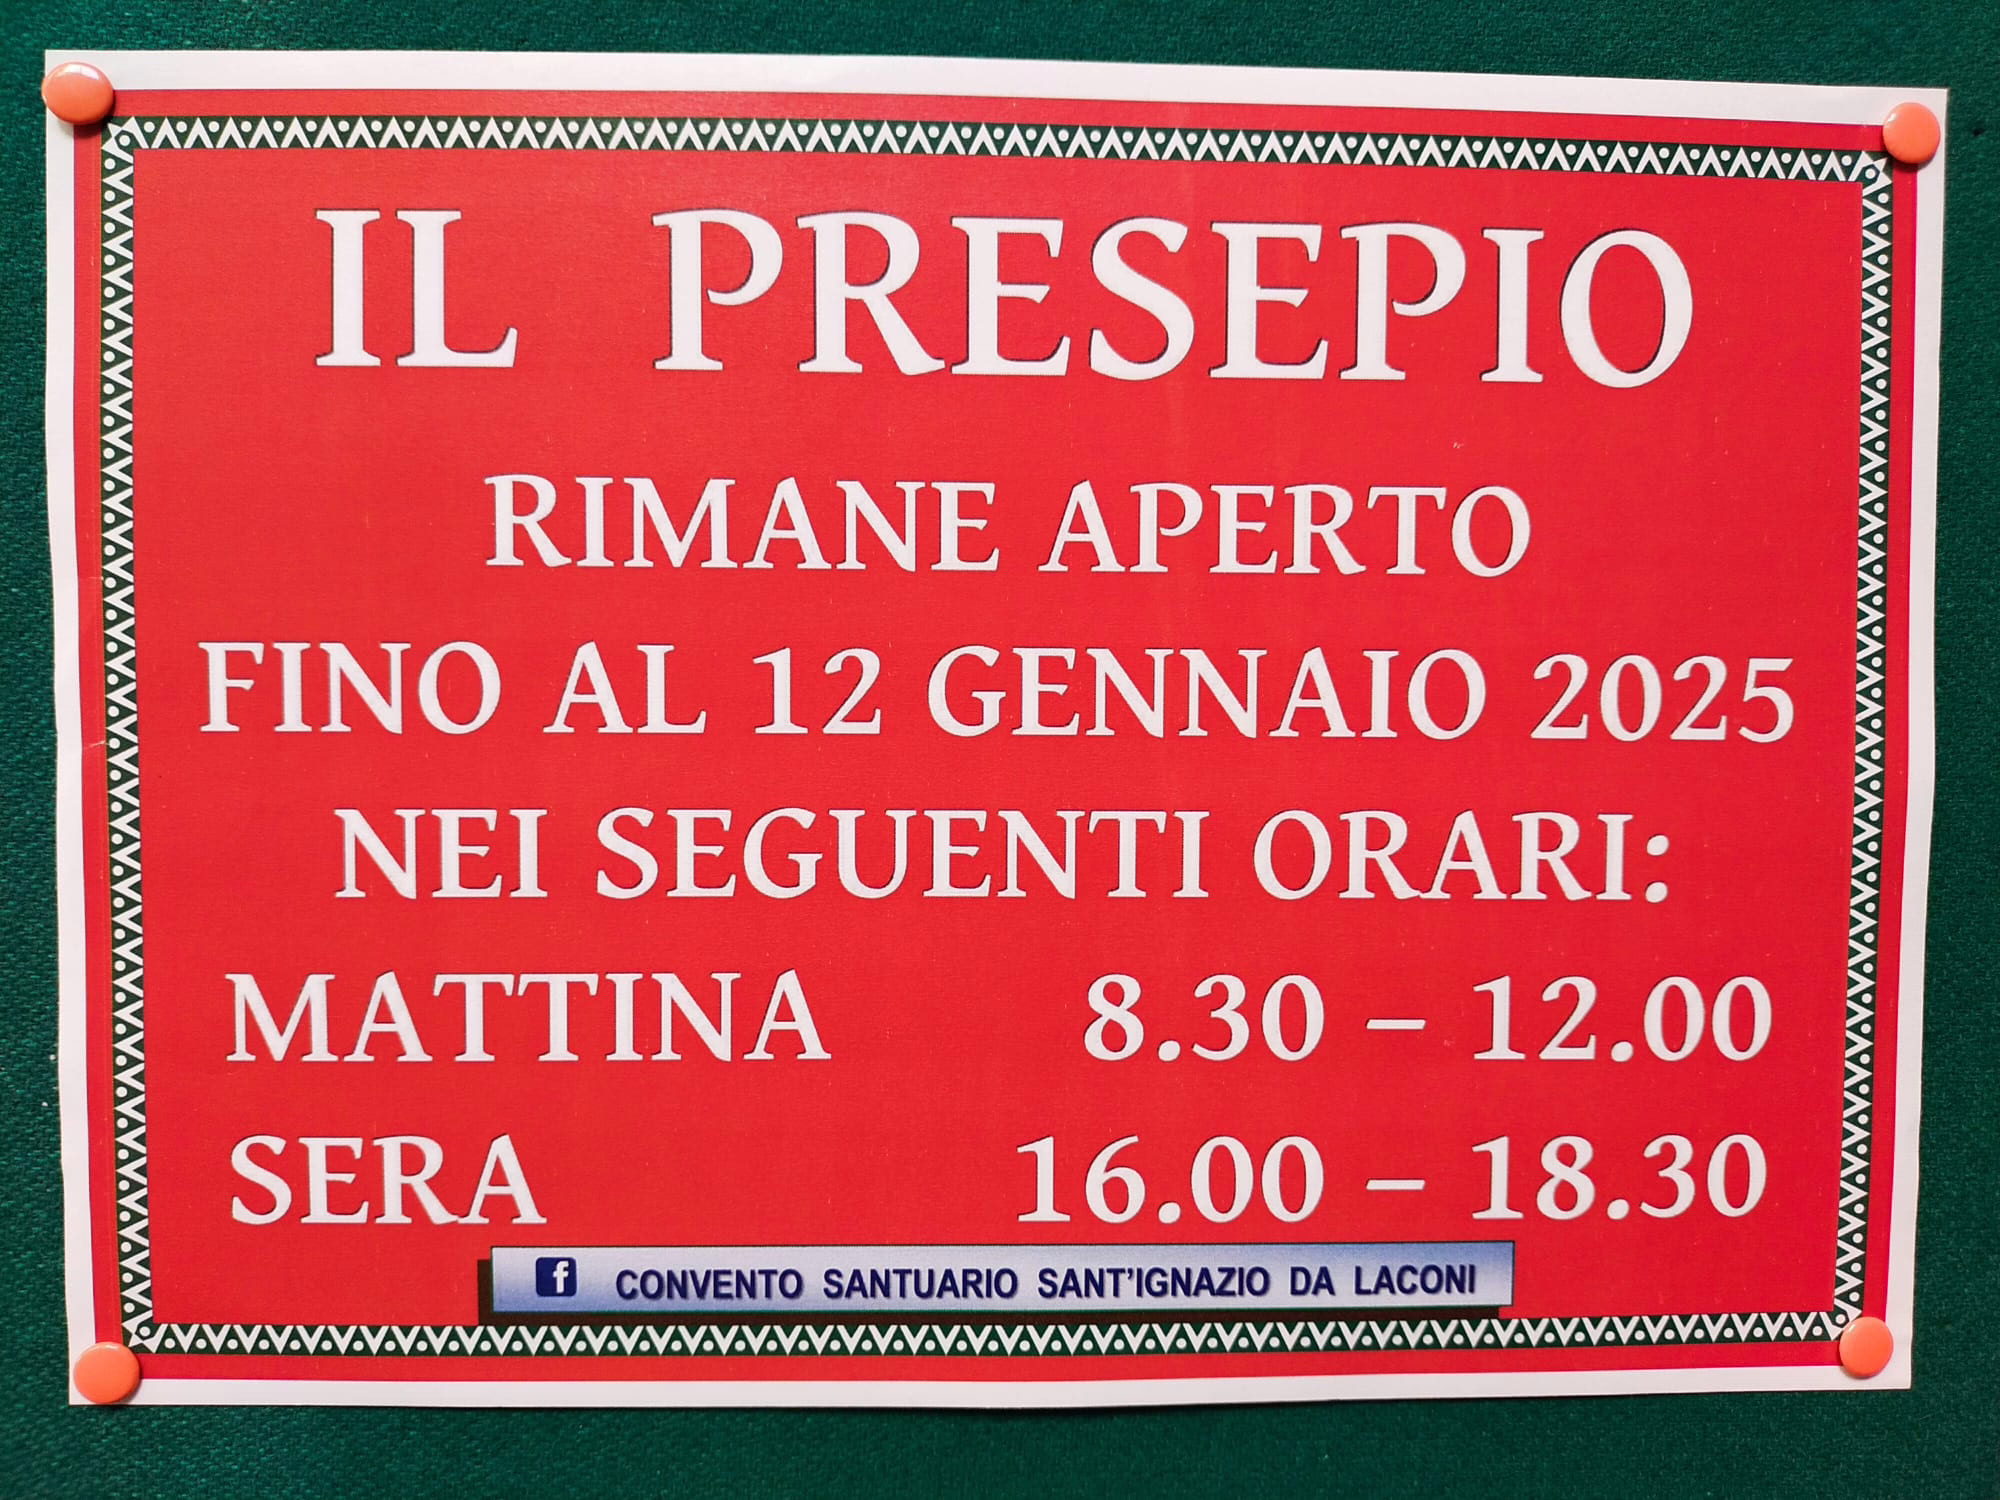 IL PRESEPIO
RIMANE APERTO
FINO AL 12 GENNAIO 2025
NEI SEGUENTI ORARI:
MATTINA 8.30 – 12.00
SERA 16.00 – 18.30
f CONVENTO SANTUARIO SANT'IGNAZIO DA LACONI